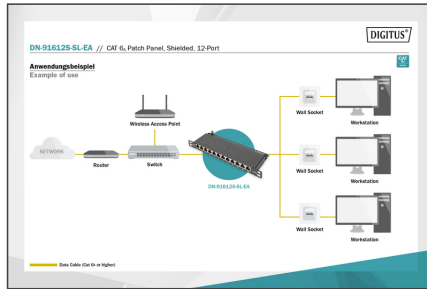 DIGITUS®
DN-91612S-SL-EA // CAT 6A Patch Panel, Shielded, 12-Port
Anwendungsbeispiel
Example of use
CAT
Wireless Access Point
NETWORK
Router
Switch
DN-91612S-SL-EA
Wall Socket
Workstation
Wall Socket
Workstation
Wall Socket
Workstation
Data Cable (Cat 6A or higher)